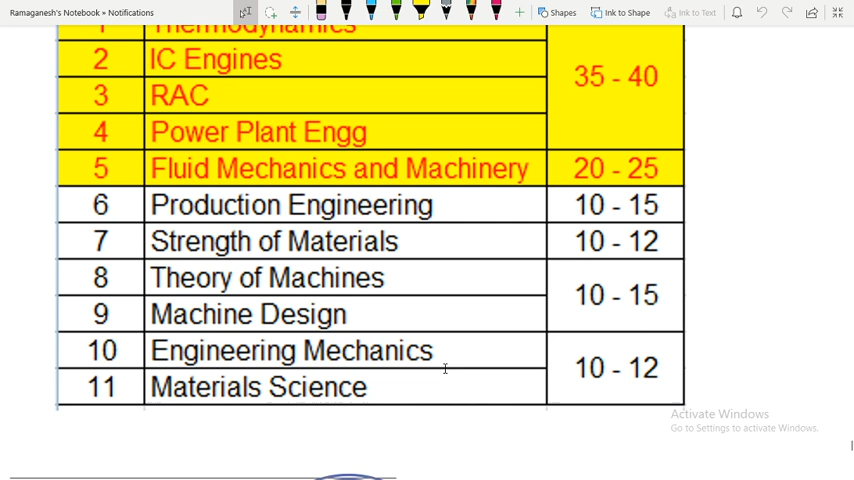 Ramaganesh's Notebook » Notifications
Shapes
Ink to Shape
Ink to Text
1 Thermodynamics
2 IC Engines
35 - 40
3 RAC
4 Power Plant Engg
5 Fluid Mechanics and Machinery 20 - 25
6 Production Engineering 10 - 15
7 Strength of Materials 10 - 12
8 Theory of Machines
10 - 15
9 Machine Design
10 Engineering Mechanics
10 - 12
11 Materials Science
Activate Windows
Go to Settings to activate Windows.